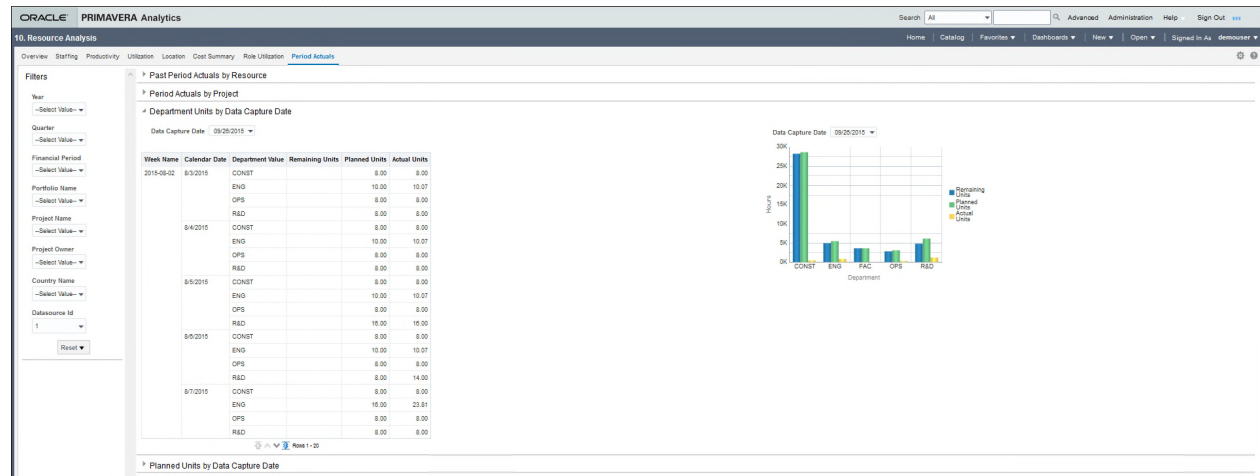 ORACLE PRIMAVERA Analytics
Search All Advanced Administration Help Sign Out
10. Resource Analysis
Home Catalog Favorites Dashboards New Open Signed In As demouser
Overview Staffing Productivity Utilization Location Cost Summary Role Utilization Period Actuals
Filters
Year
--Select Value--
Quarter
--Select Value--
Financial Period
--Select Value--
Portfolio Name
--Select Value--
Project Name
--Select Value--
Project Owner
--Select Value--
Country Name
--Select Value--
Datasource Id
1
Reset
Past Period Actuals by Resource
Period Actuals by Project
Department Units by Data Capture Date
Data Capture Date 09/25/2015
Week Name Calendar Date Department Value Remaining Units Planned Units Actual Units
2015-08-02 8/3/2015 CONST 8.00 8.00
ENG 10.00 10.07
OPS 8.00 8.00
R&D 8.00 8.00
8/4/2015 CONST 8.00 8.00
ENG 10.00 10.07
OPS 8.00 8.00
R&D 8.00 8.00
8/5/2015 CONST 8.00 8.00
ENG 10.00 10.07
OPS 8.00 8.00
R&D 16.00 16.00
8/6/2015 CONST 8.00 8.00
ENG 10.00 10.07
OPS 8.00 8.00
R&D 8.00 14.00
8/7/2015 CONST 8.00 8.00
ENG 16.00 23.81
OPS 8.00 8.00
R&D 8.00 8.00
Rows 1 - 20
Data Capture Date 09/25/2015
30K
25K
20K
15K
10K
5K
0K
Hours
CONST ENG FAC OPS R&D
Department
Remaining
Units
Planned
Units
Actual
Units
Planned Units by Data Capture Date